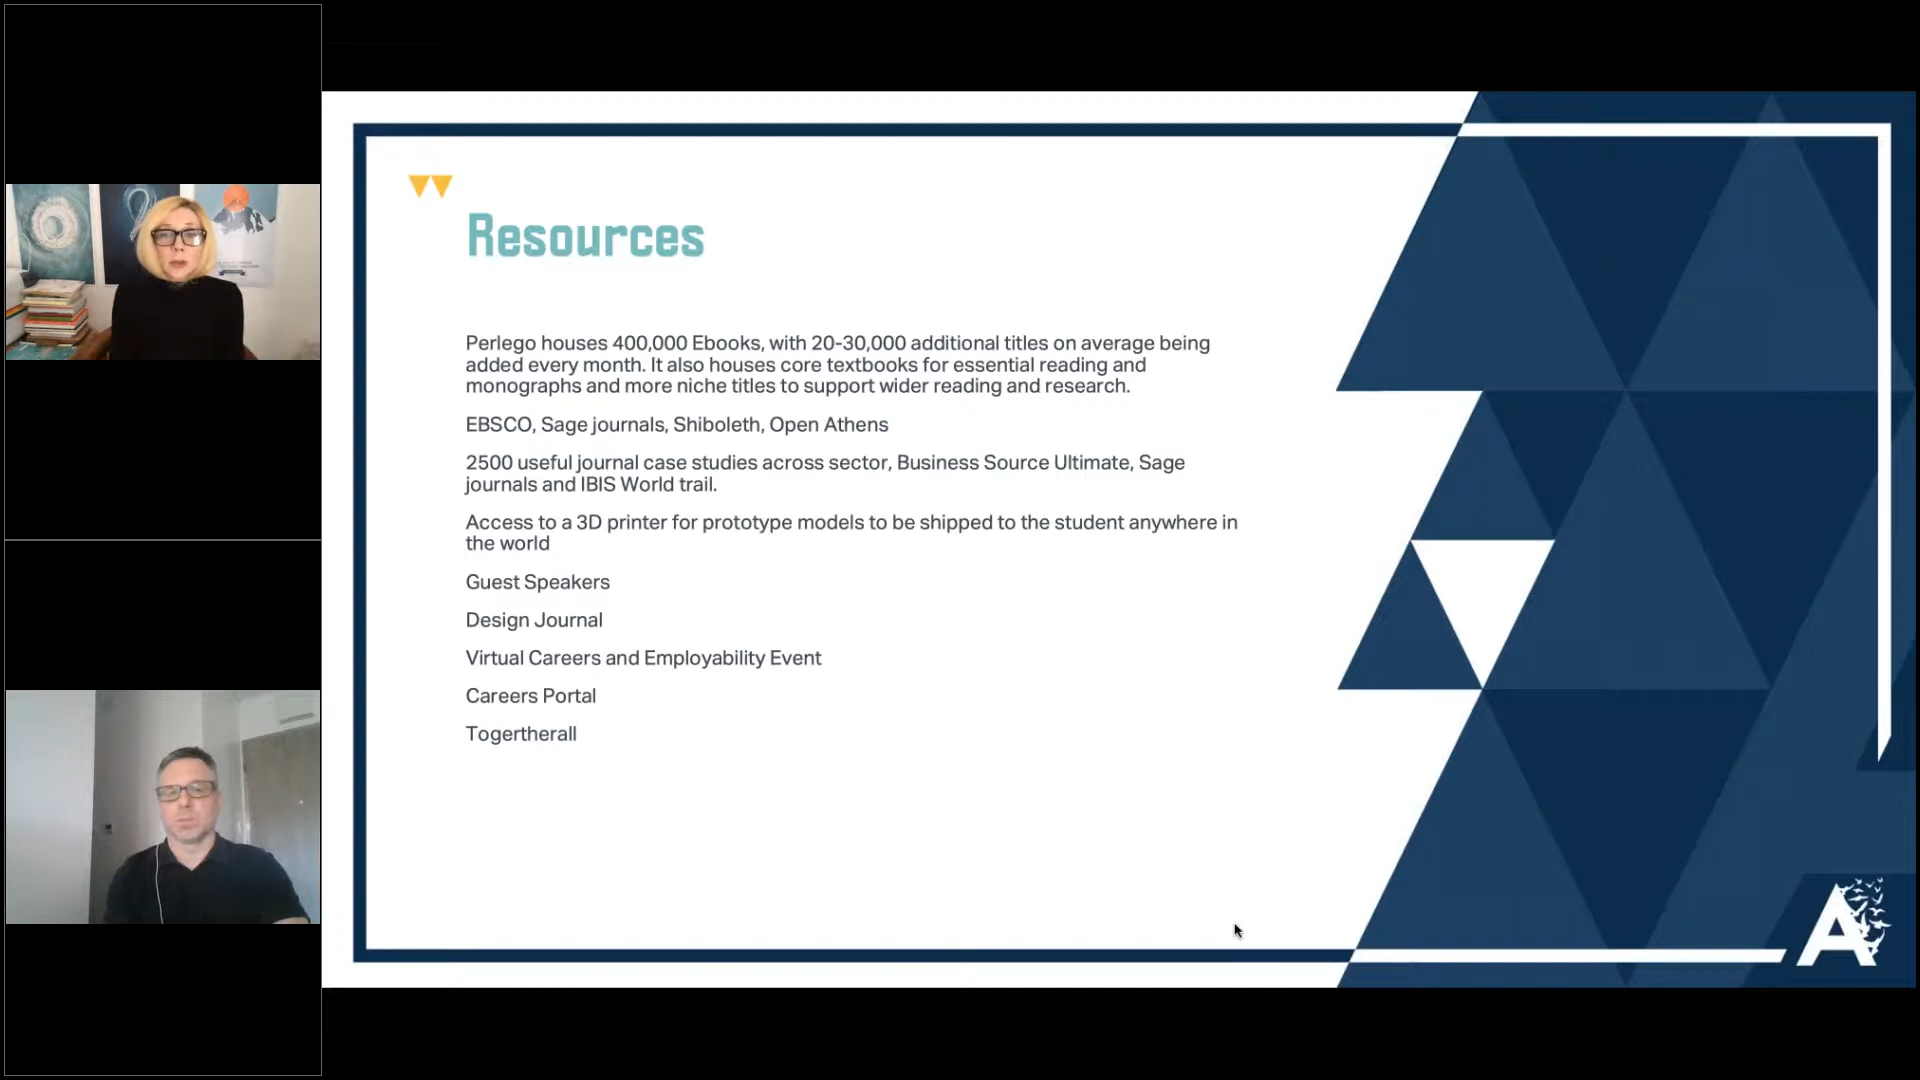 Resources
Perlego houses 400,000 Ebooks, with 20-30,000 additional titles on average being
added every month. It also houses core textbooks for essential reading and
monographs and more niche titles to support wider reading and research.
EBSCO, Sage journals, Shiboleth, Open Athens
2500 useful journal case studies across sector, Business Source Ultimate, Sage
journals and IBIS World trail.
Access to a 3D printer for prototype models to be shipped to the student anywhere in
the world
Guest Speakers
Design Journal
Virtual Careers and Employability Event
Careers Portal
Togertherall
A